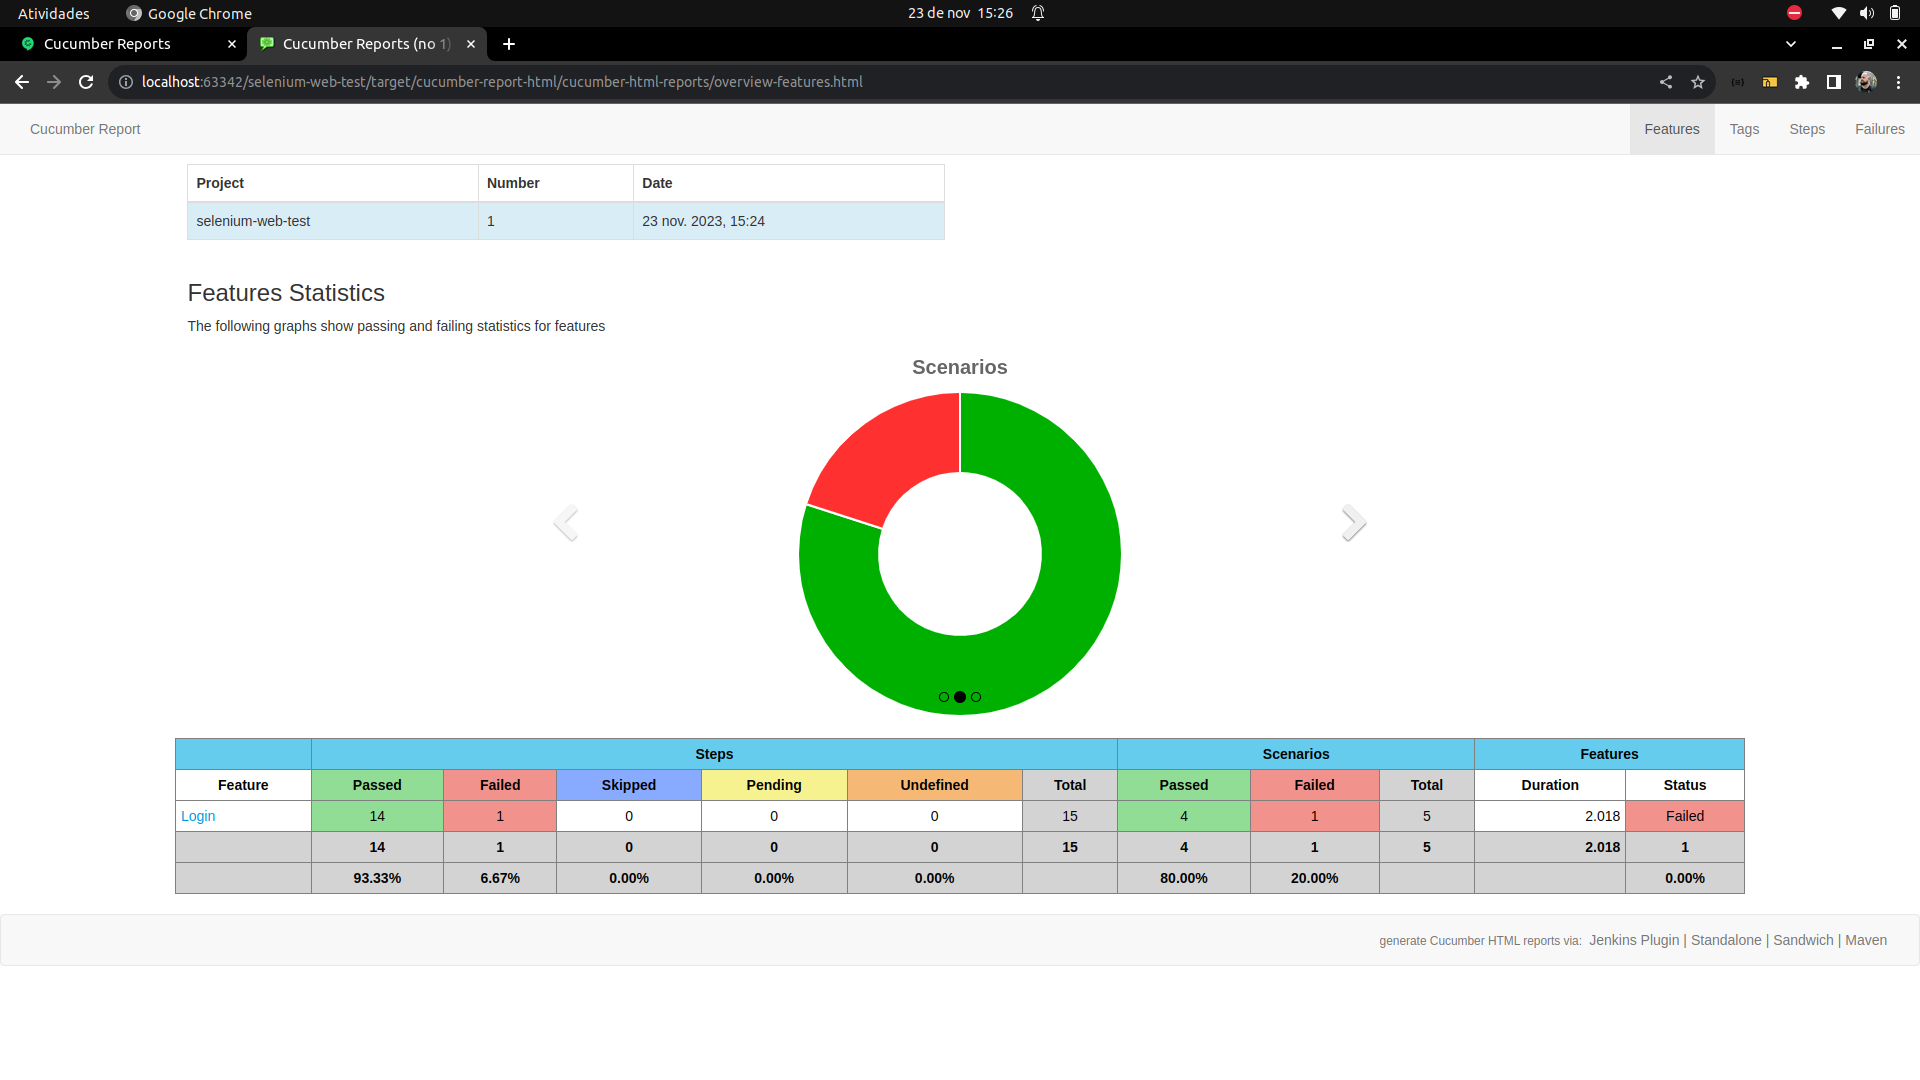 Atividades Google Chrome 23 de nov 15:26
Cucumber Reports Cucumber Reports (no 1)
localhost:63342/selenium-web-test/target/cucumber-report-html/cucumber-html-reports/overview-features.html
Cucumber Report Features Tags Steps Failures
Project Number Date
selenium-web-test 1 23 nov. 2023, 15:24
Features Statistics
The following graphs show passing and failing statistics for features
Scenarios
Steps Scenarios Features
Feature Passed Failed Skipped Pending Undefined Total Passed Failed Total Duration Status
Login 14 1 0 0 0 15 4 1 5 2.018 Failed
14 1 0 0 0 15 4 1 5 2.018 1
93.33% 6.67% 0.00% 0.00% 0.00% 80.00% 20.00% 0.00%
generate Cucumber HTML reports via: Jenkins Plugin | Standalone | Sandwich | Maven